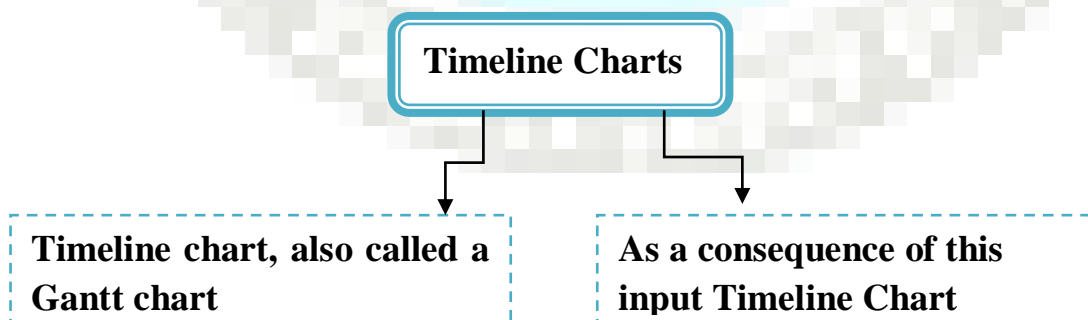 Timeline Charts
Timeline chart, also called a
Gantt chart
As a consequence of this
input Timeline Chart